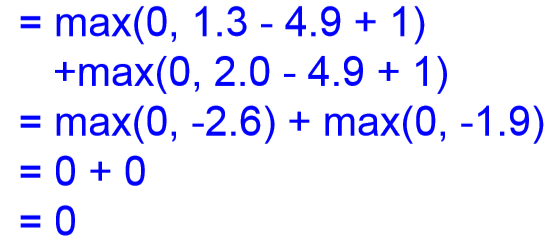 = max(0, 1.3 - 4.9 + 1)
+max(0, 2.0 - 4.9 + 1)
= max(0, -2.6) + max(0, -1.9)
= 0 + 0
= 0